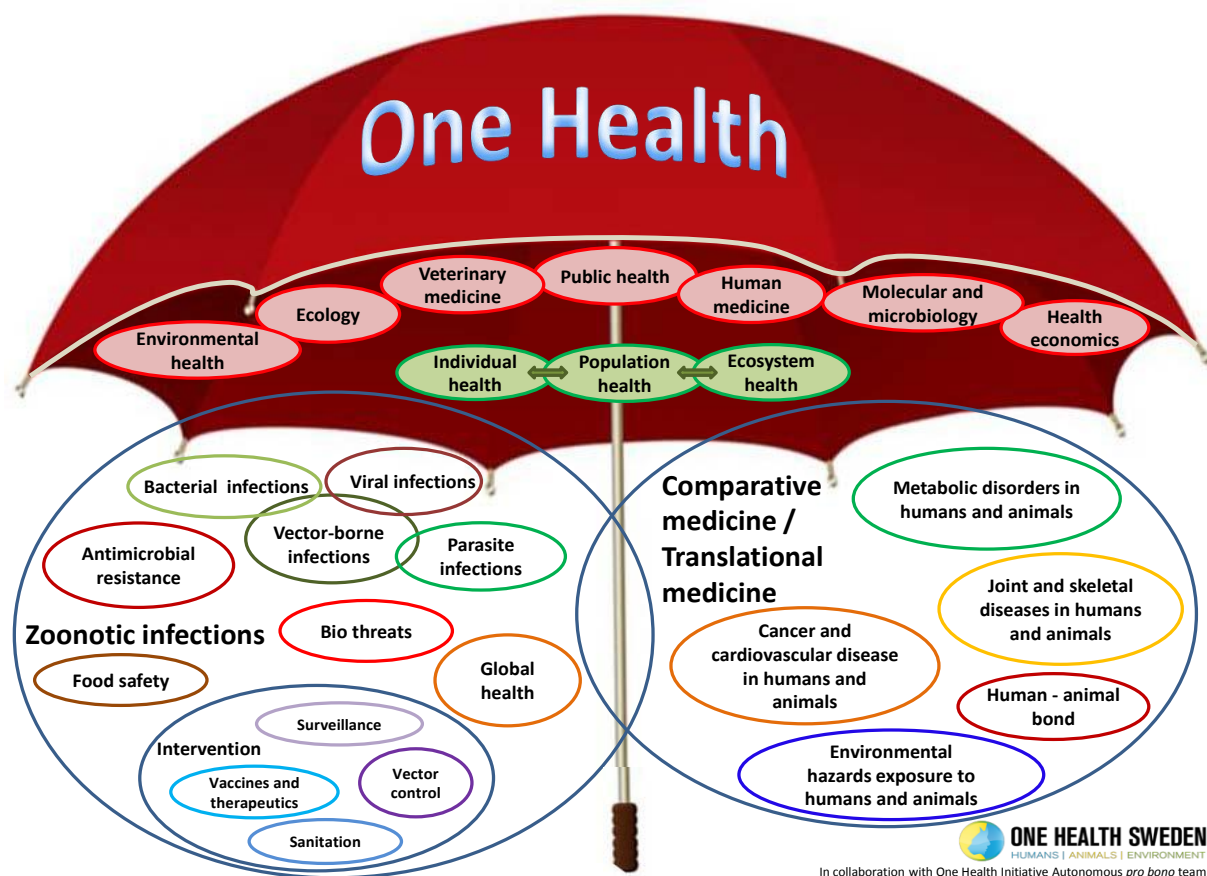 One Health
Public health
Veterinary
medicine
Human
medicine
Ecology
Molecular and
microbiology
Environmental
health
Health
economics
Individual
health
Population
health
Ecosystem
health
Bacterial infections
Viral infections
Vector-borne
infections
Parasite
infections
Antimicrobial
resistance
Zoonotic infections
Bio threats
Food safety
Global
health
Surveillance
Intervention
Vaccines and
therapeutics
Vector
control
Sanitation
Comparative
medicine /
Translational
medicine
Metabolic disorders in
humans and animals
Joint and skeletal
diseases in humans
and animals
Cancer and
cardiovascular disease
in humans and
animals
Human - animal
bond
Environmental
hazards exposure to
humans and animals
ONE HEALTH SWEDEN
HUMANS | ANIMALS | ENVIRONMENT
In collaboration with One Health Initiative Autonomous pro bono team